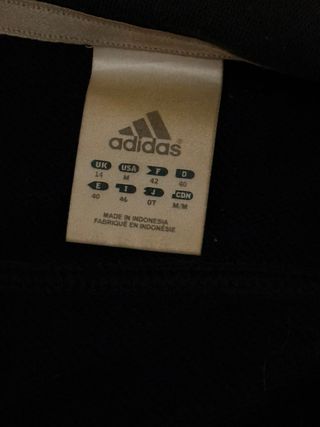 adidas
UK USA F D
14 M 42 40
E I J CDN
40 46 OT M/M
MADE IN INDONESIA
FABRIQUÉ EN INDONÉSIE